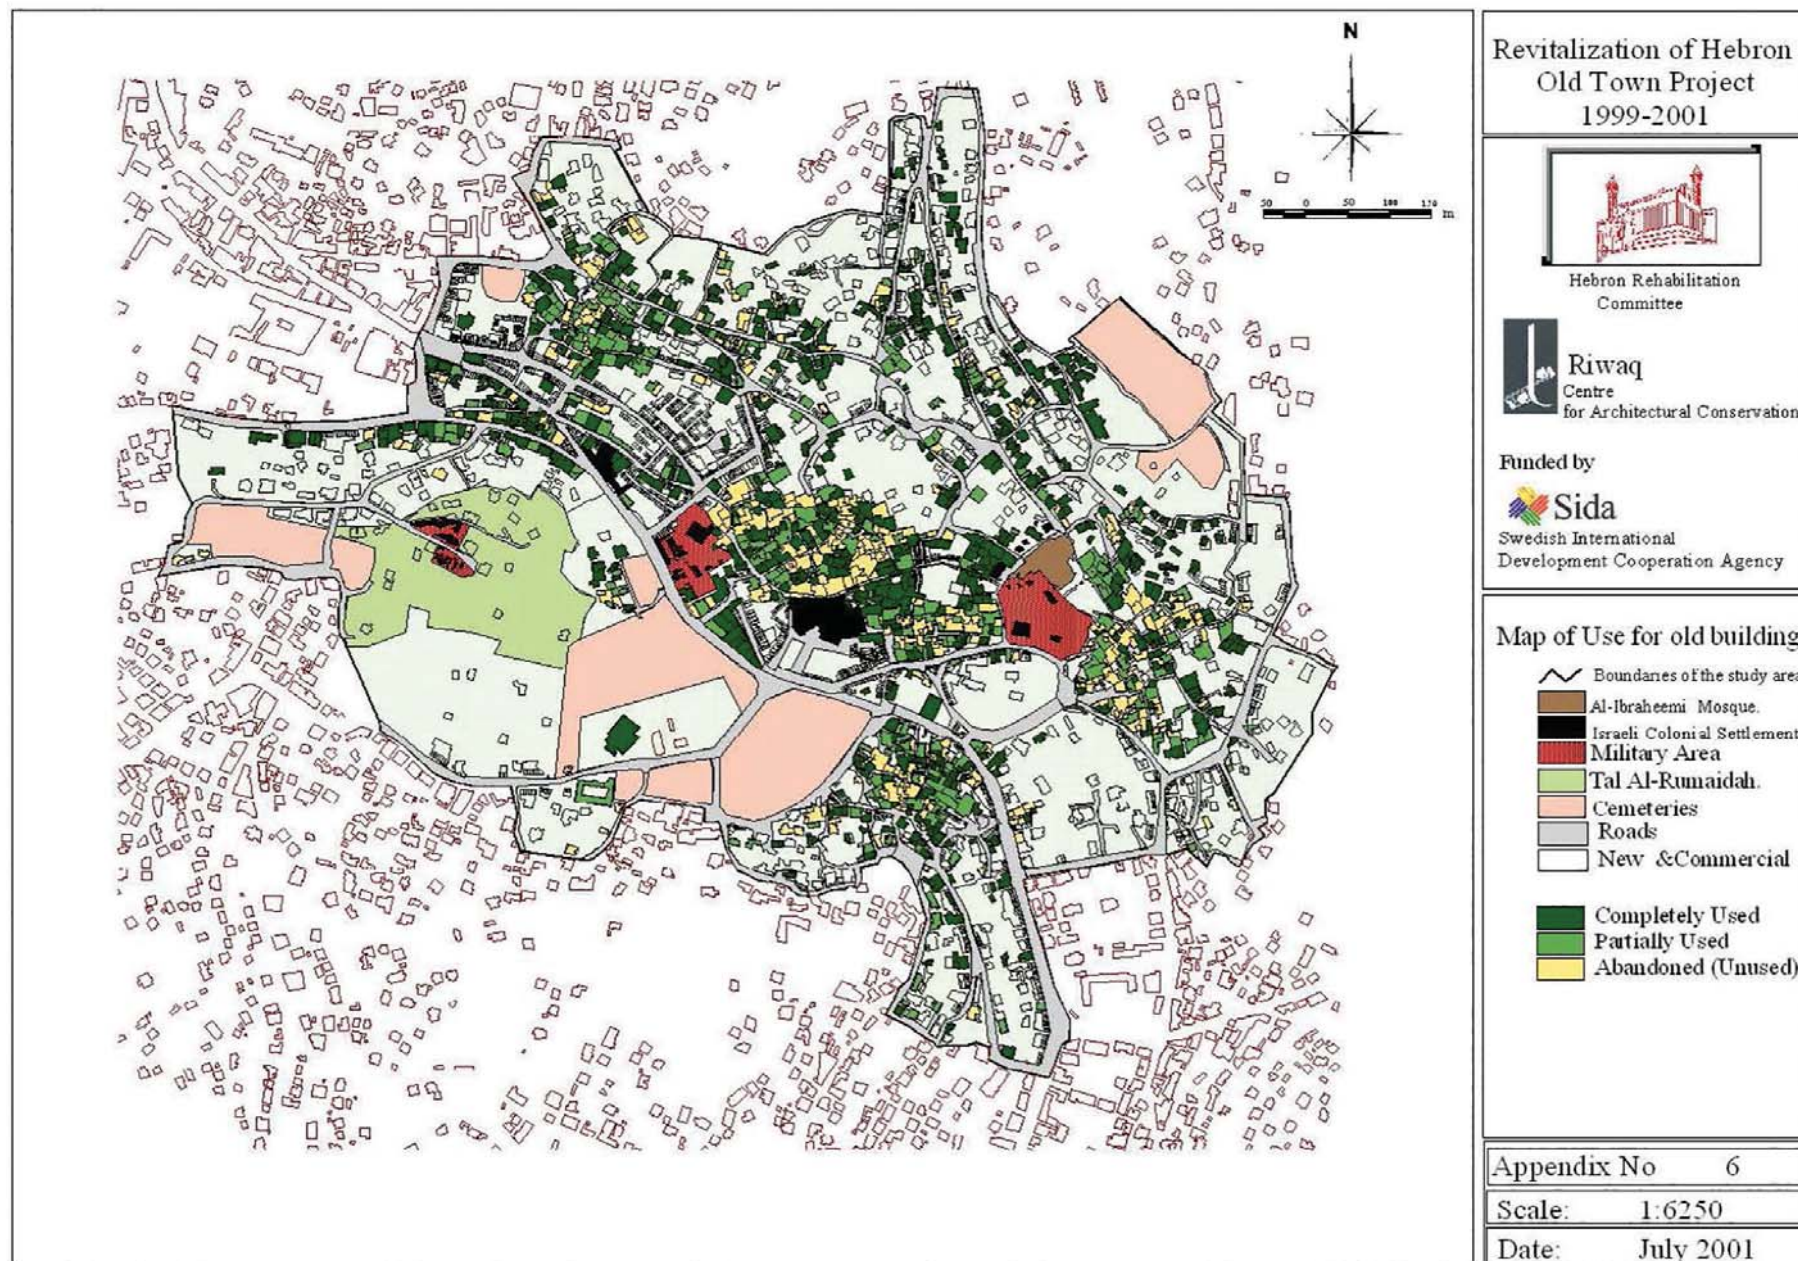 N
50 0 50 100 150 m
Revitalization of Hebron
Old Town Project
1999-2001
Hebron Rehabilitation
Committee
Riwaq
Centre
for Architectural Conservation
Funded by
Sida
Swedish International
Development Cooperation Agency
Map of Use for old building
Boundaries of the study area
Al-Ibraheemi Mosque.
Israeli Colonial Settlement
Military Area
Tal Al-Rumaidah.
Cemeteries
Roads
New &Commercial
Completely Used
Partially Used
Abandoned (Unused)
Appendix No 6
Scale: 1:6250
Date: July 2001